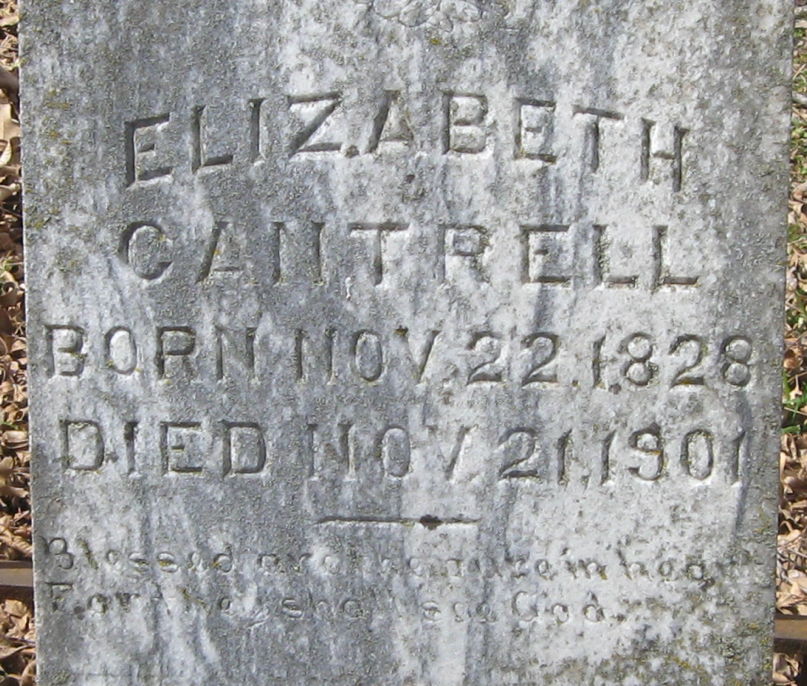 ELIZABETH
CANTRELL
BORN NOV. 22. 1828
DIED NOV. 21. 1901
Blessed are the pure in heart
For they shall see God.